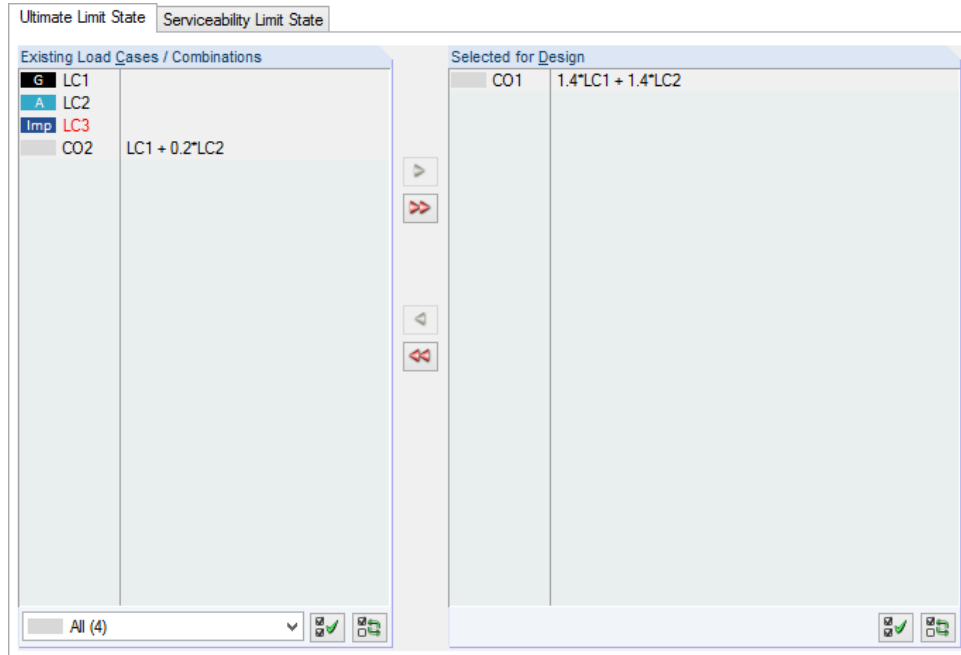 Ultimate Limit State Serviceability Limit State
Existing Load Cases / Combinations Selected for Design
G LC1 CO1 1.4*LC1 + 1.4*LC2
A LC2
Imp LC3
CO2 LC1 + 0.2*LC2
All (4)